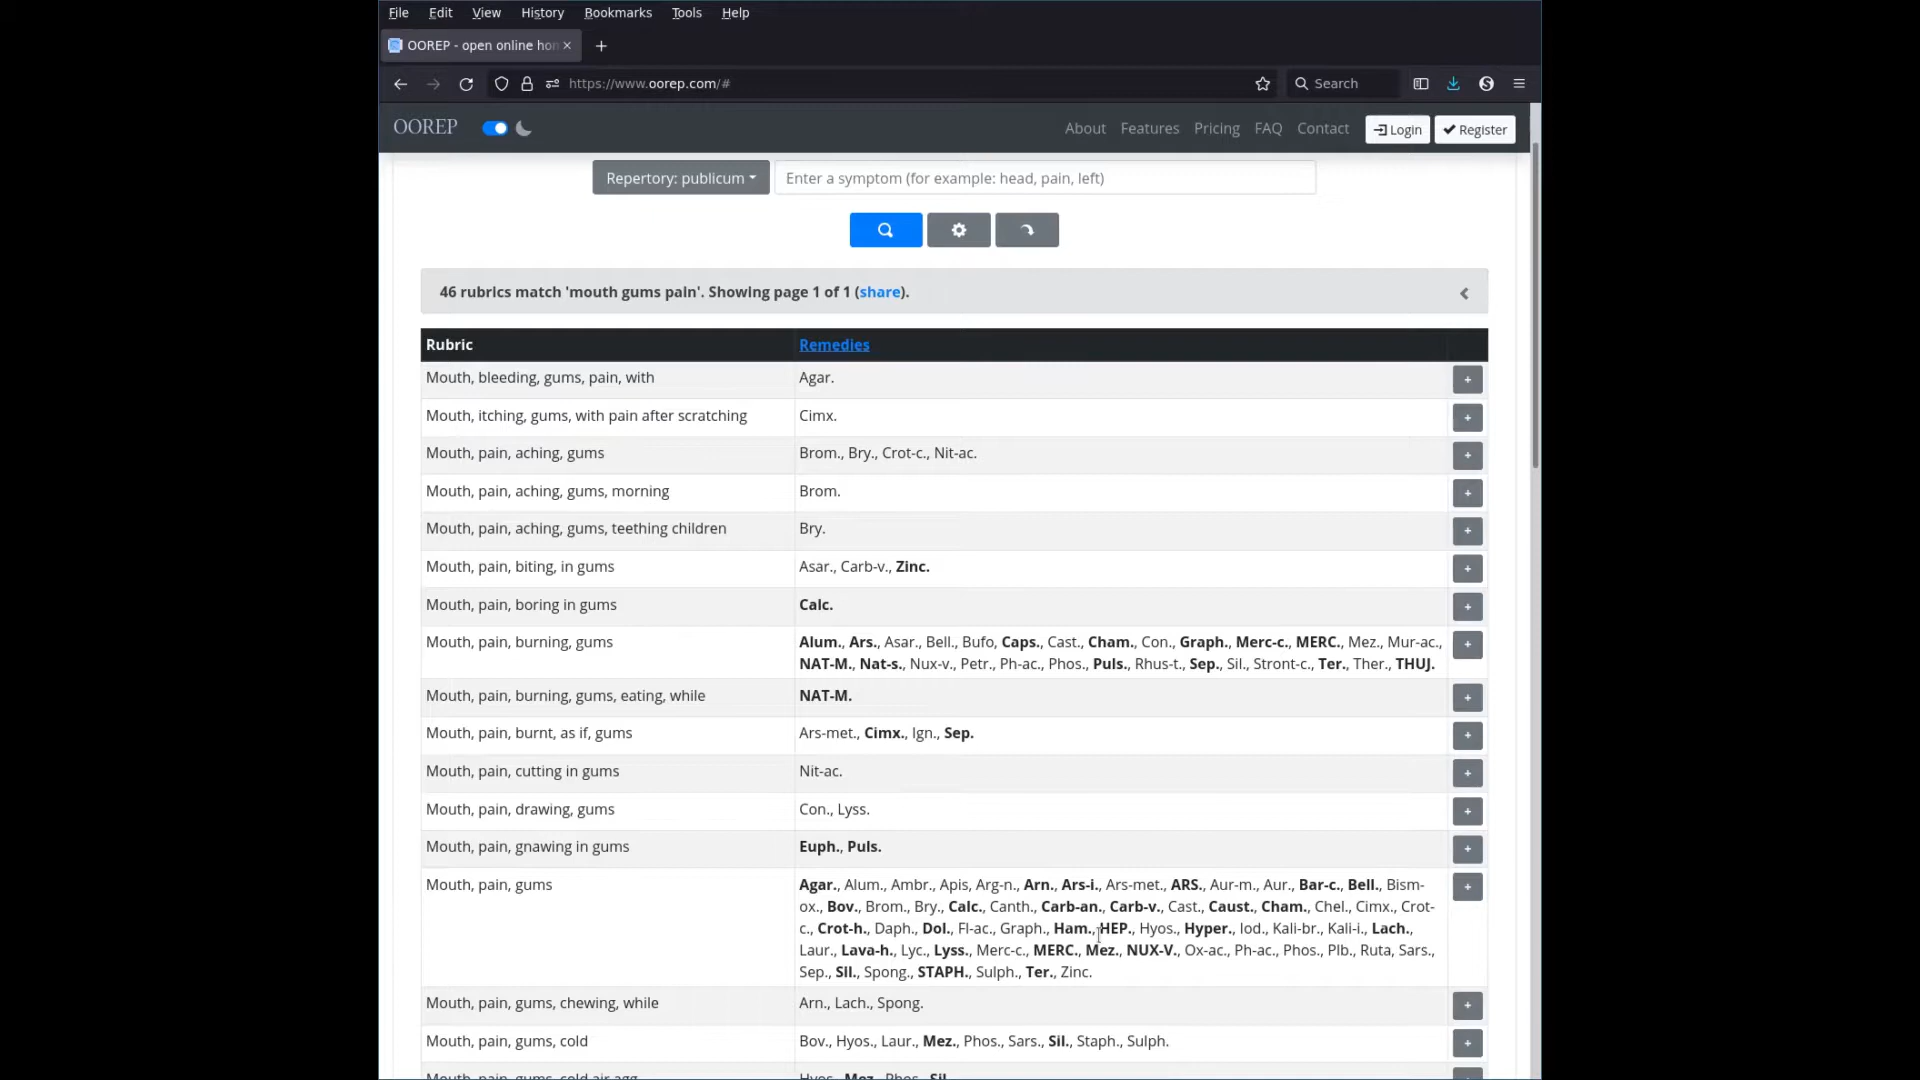 File Edit View History Bookmarks Tools Help
OOREP - open online hon
https://www.oorep.com/#
Search
OOREP
About Features Pricing FAQ Contact Login Register
Repertory: publicum
Enter a symptom (for example: head, pain, left)
46 rubrics match 'mouth gums pain'. Showing page 1 of 1 (share).
Rubric Remedies
Mouth, bleeding, gums, pain, with Agar. +
Mouth, itching, gums, with pain after scratching Cimx. +
Mouth, pain, aching, gums Brom., Bry., Crot-c., Nit-ac. +
Mouth, pain, aching, gums, morning Brom. +
Mouth, pain, aching, gums, teething children Bry. +
Mouth, pain, biting, in gums Asar., Carb-v., Zinc. +
Mouth, pain, boring in gums Calc. +
Mouth, pain, burning, gums Alum., Ars., Asar., Bell., Bufo, Caps., Cast., Cham., Con., Graph., Merc-c., MERC., Mez., Mur-ac., +
NAT-M., Nat-s., Nux-v., Petr., Ph-ac., Phos., Puls., Rhus-t., Sep., Sil., Stront-c., Ter., Ther., THUJ.
Mouth, pain, burning, gums, eating, while NAT-M. +
Mouth, pain, burnt, as if, gums Ars-met., Cimx., Ign., Sep. +
Mouth, pain, cutting in gums Nit-ac. +
Mouth, pain, drawing, gums Con., Lyss. +
Mouth, pain, gnawing in gums Euph., Puls. +
Mouth, pain, gums Agar., Alum., Ambr., Apis, Arg-n., Arn., Ars-i., Ars-met., ARS., Aur-m., Aur., Bar-c., Bell., Bism- +
ox., Bov., Brom., Bry., Calc., Canth., Carb-an., Carb-v., Cast., Caust., Cham., Chel., Cimx., Crot-
c., Crot-h., Daph., Dol., Fl-ac., Graph., Ham., HEP., Hyos., Hyper., Iod., Kali-br., Kali-i., Lach.,
Laur., Lava-h., Lyc., Lyss., Merc-c., MERC., Mez., NUX-V., Ox-ac., Ph-ac., Phos., Plb., Ruta, Sars.,
Sep., Sil., Spong., STAPH., Sulph., Ter., Zinc.
Mouth, pain, gums, chewing, while Arn., Lach., Spong. +
Mouth, pain, gums, cold Bov., Hyos., Laur., Mez., Phos., Sars., Sil., Staph., Sulph. +
Mouth, pain, gums, cold air agg. Hyos., Mez., Phos., Sil.